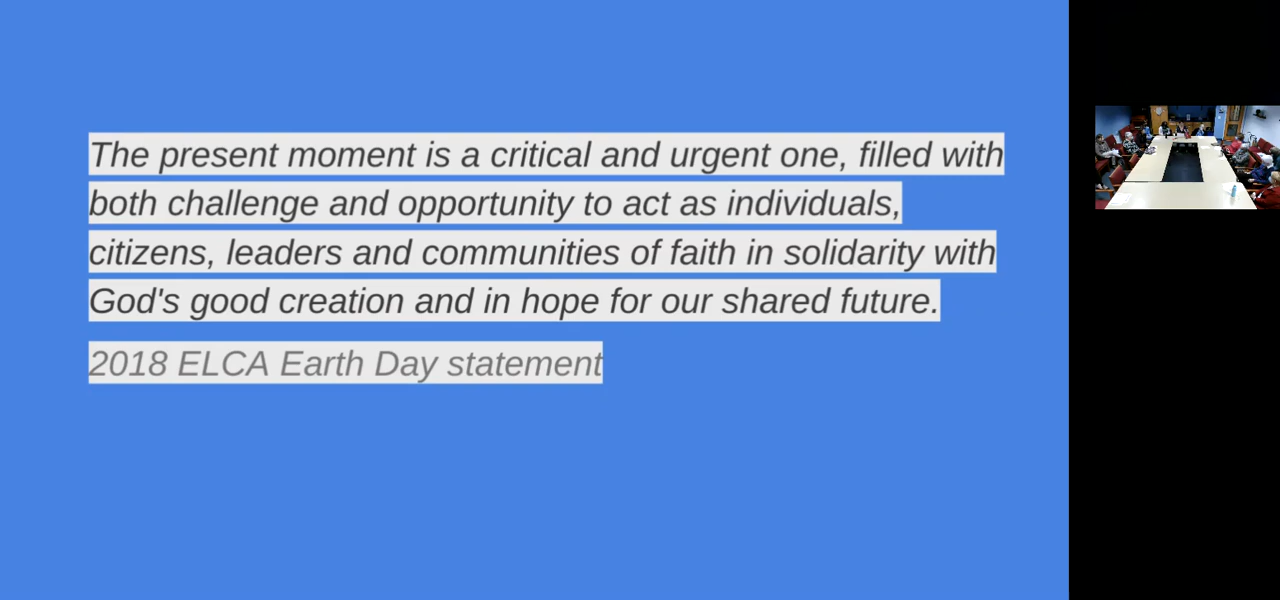 The present moment is a critical and urgent one, filled with
both challenge and opportunity to act as individuals,
citizens, leaders and communities of faith in solidarity with
God's good creation and in hope for our shared future.
2018 ELCA Earth Day statement